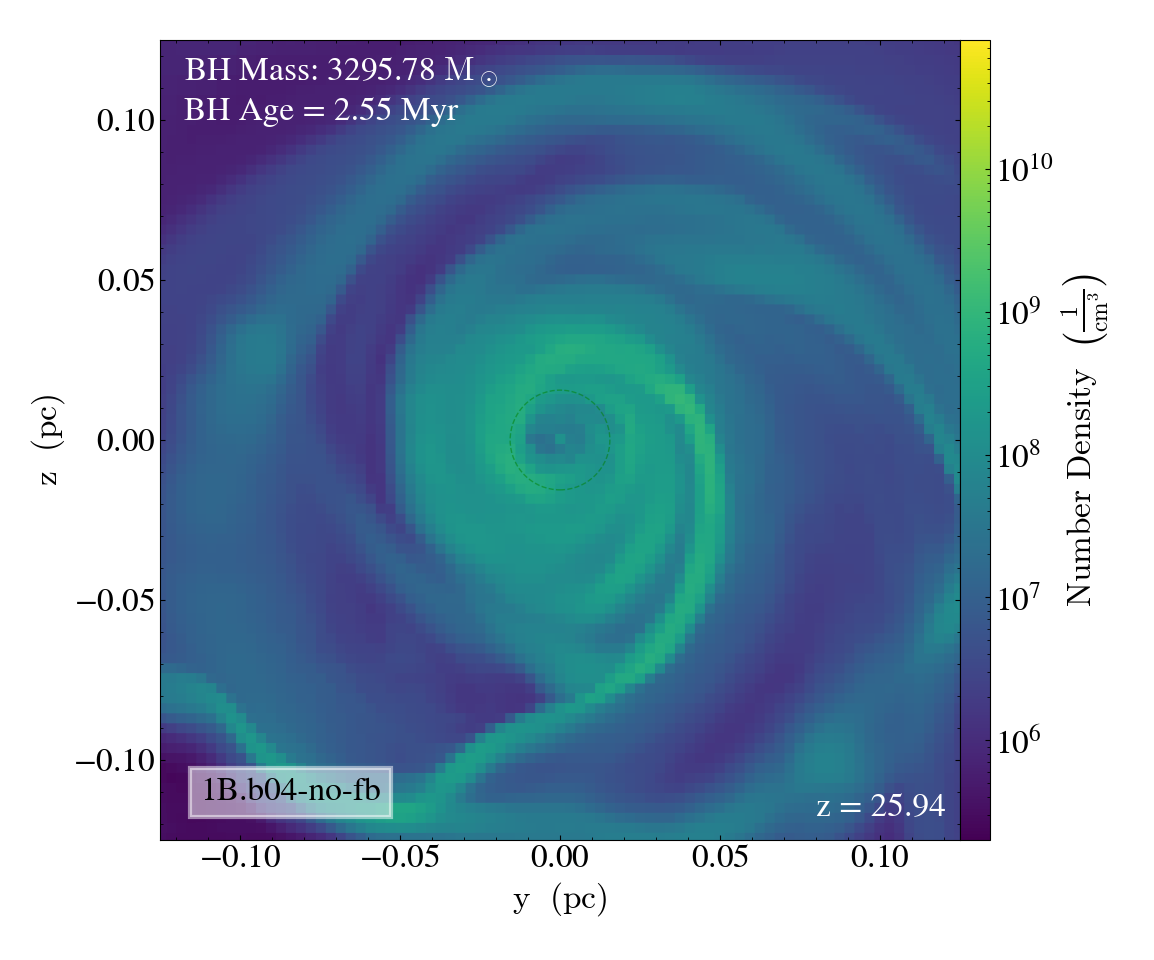 BH Mass: 3295.78 M⊙
BH Age = 2.55 Myr
0.10
0.05
0.00
−0.05
−0.10
z (pc)
1B.b04-no-fb
z = 25.94
−0.10 −0.05 0.00 0.05 0.10
y (pc)
10¹⁰
10⁹
10⁸
10⁷
10⁶
Number Density (1/cm³)